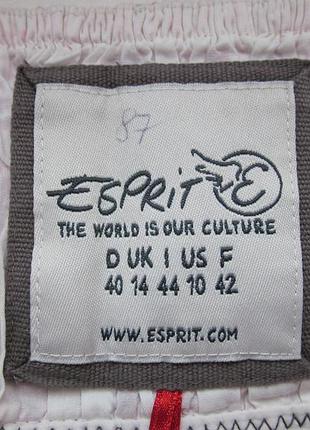 87
ESPRIT
THE WORLD IS OUR CULTURE
D UK I US F
40 14 44 10 42
WWW.ESPRIT.COM